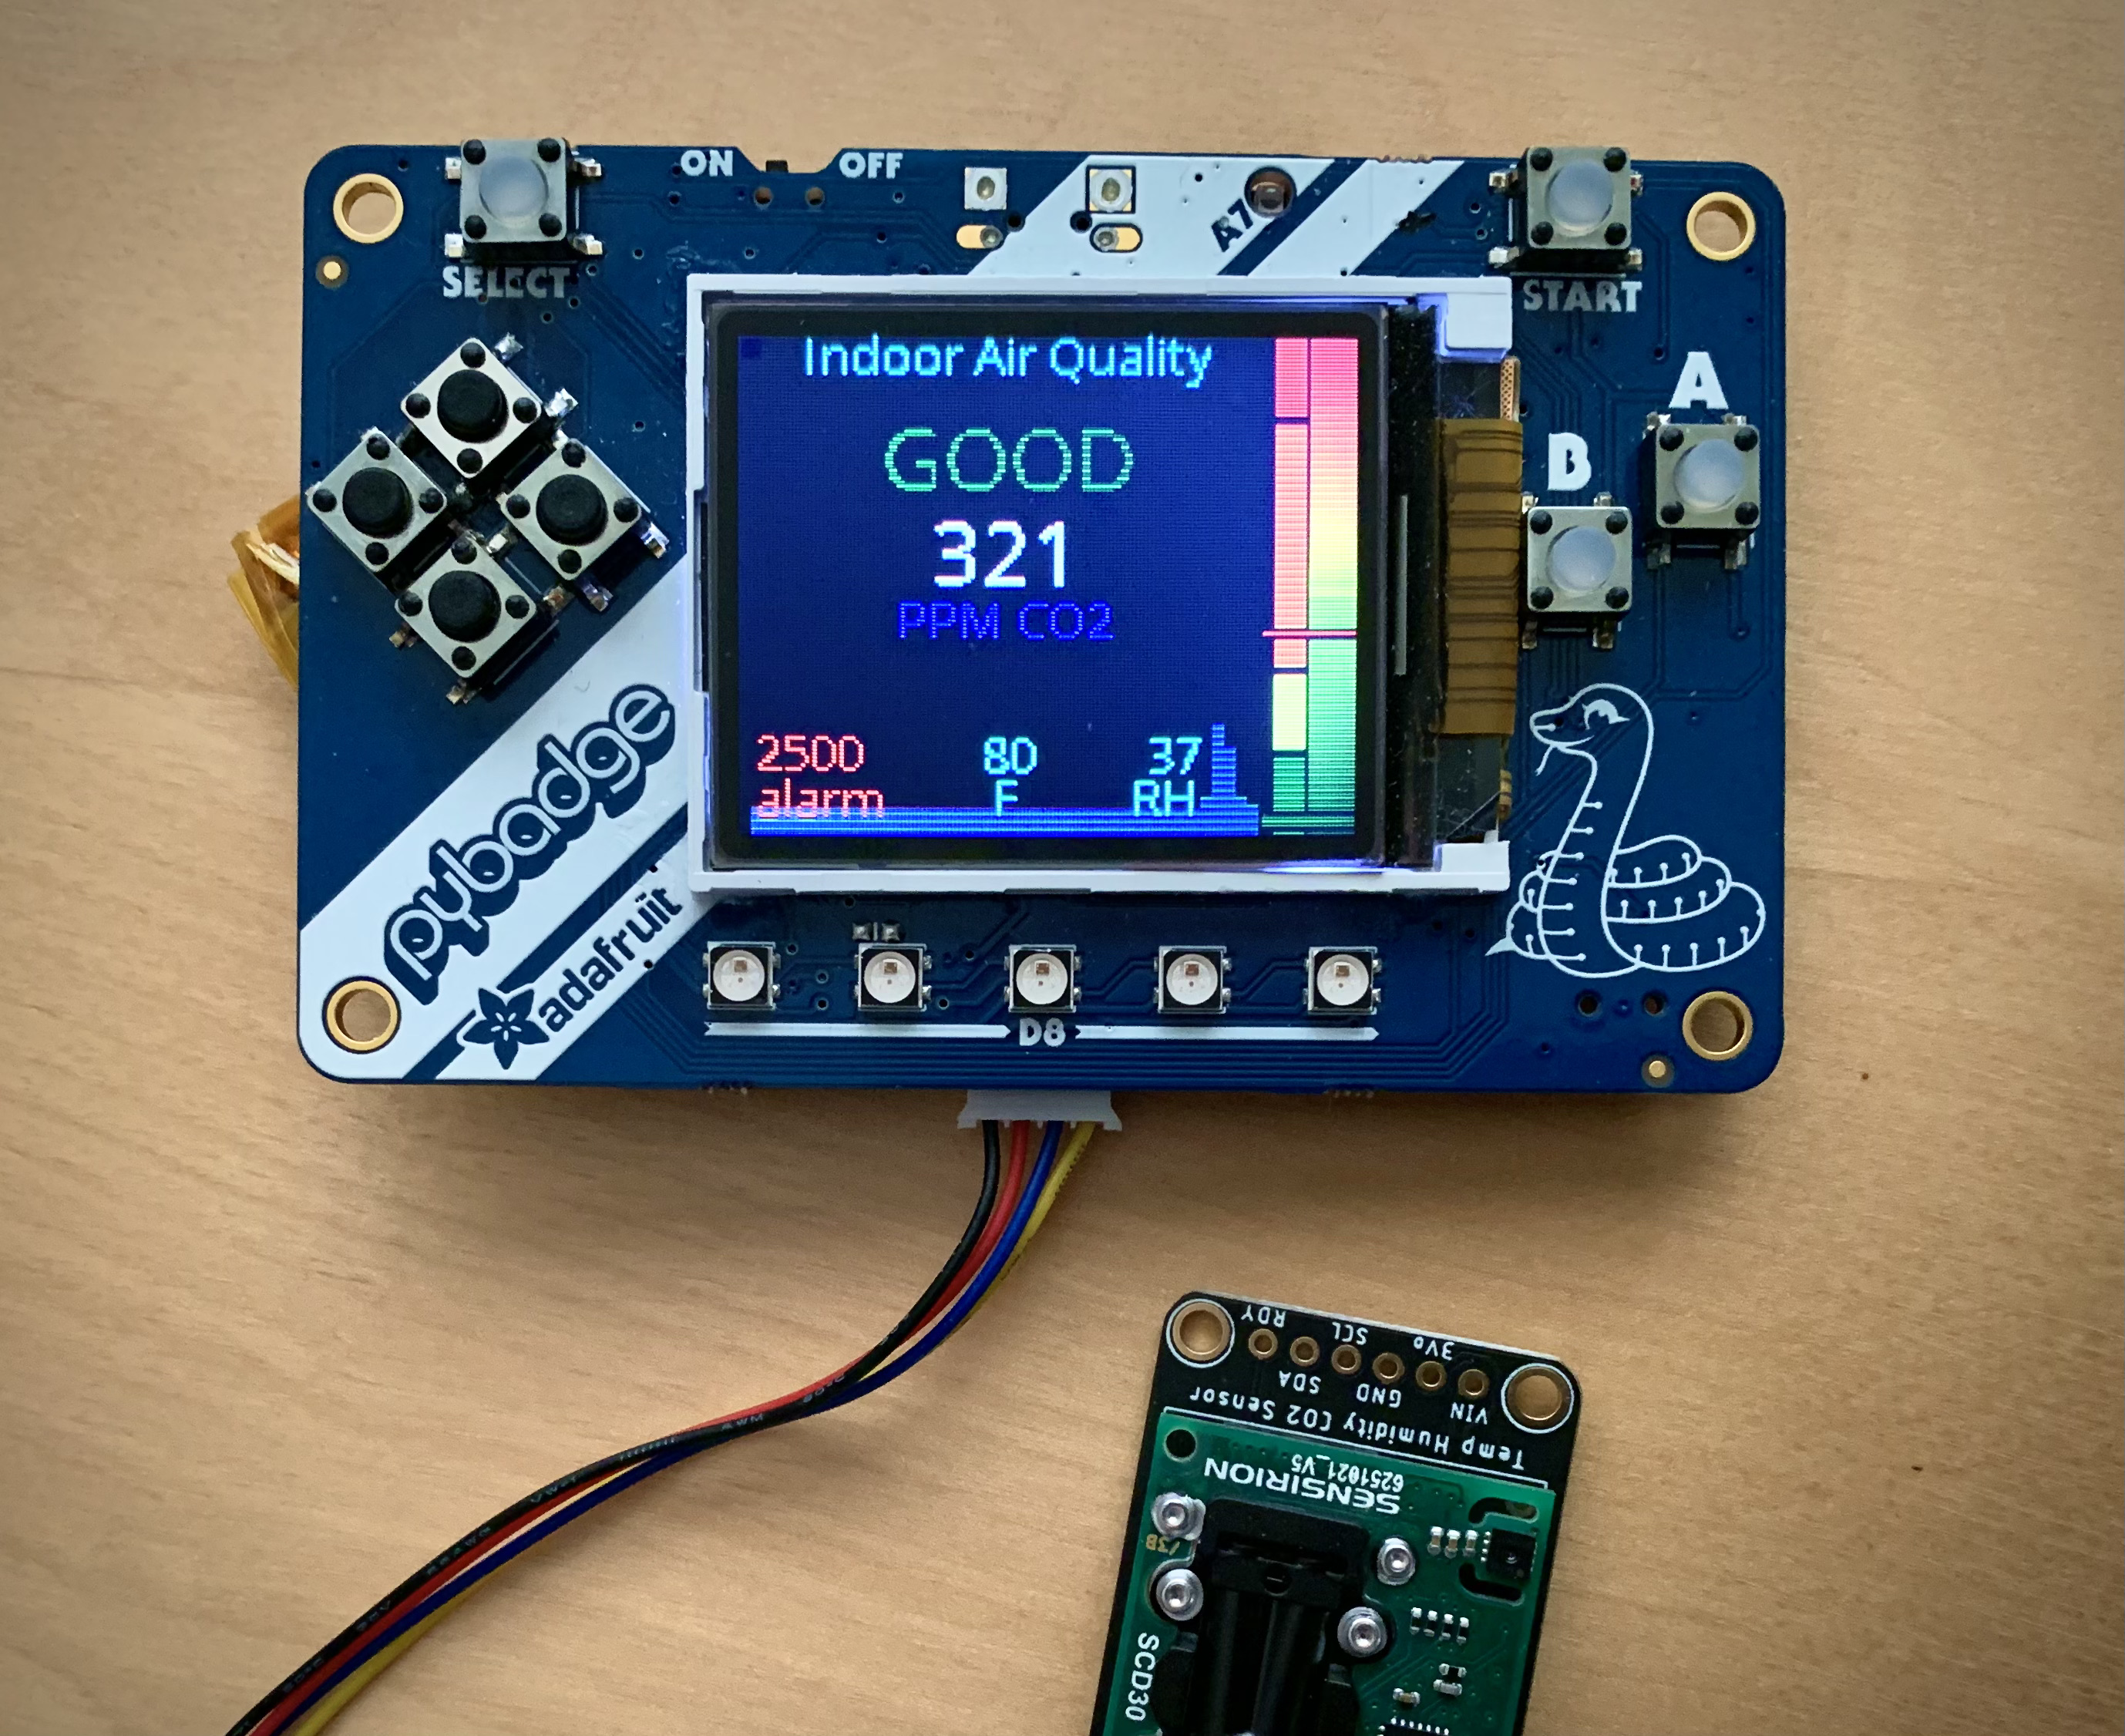 ON
OFF
SELECT
A7
START
A
B
Indoor Air Quality
GOOD
321
PPM CO2
2500
alarm
80
F
37
RH
pybadge
adafruit
D8
RDY
SDA
SCL
GND
3Vo
VIN
Temp Humidity CO2 Sensor
SENSIRION
6251021_V5
SCD30